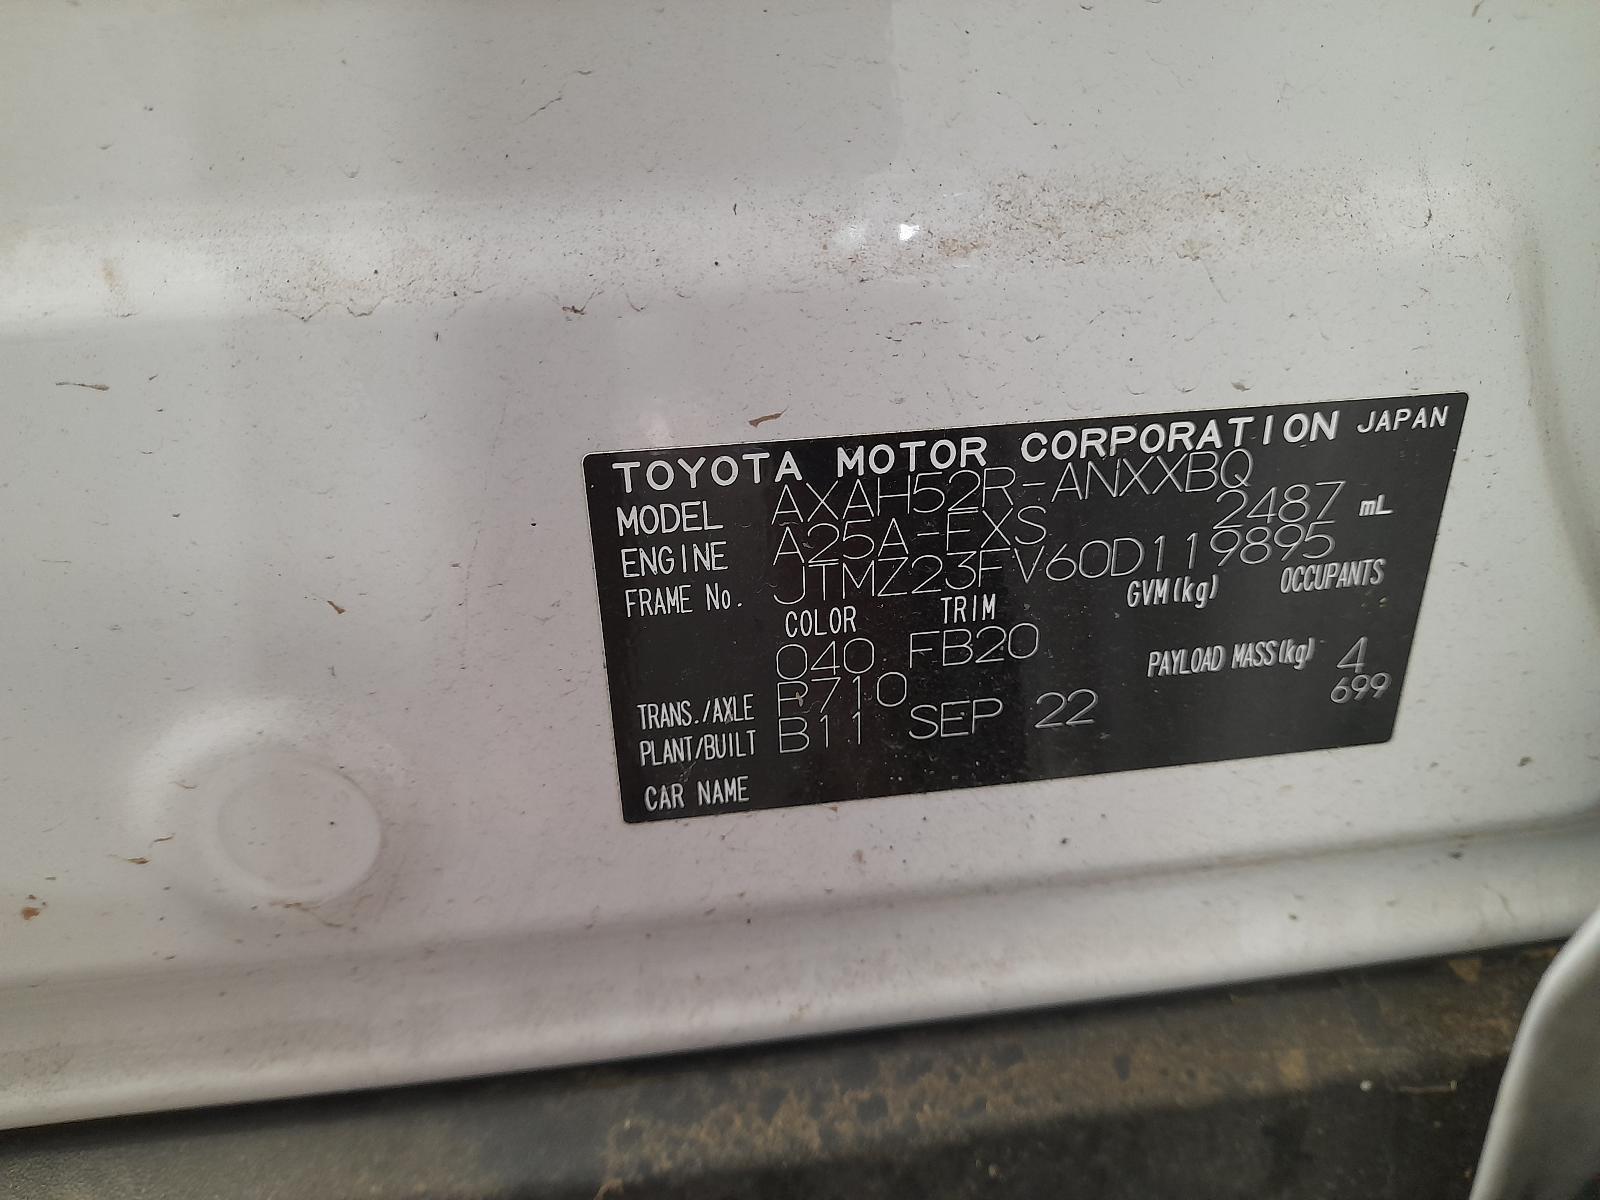 TOYOTA MOTOR CORPORATION JAPAN
MODEL AXAH52R-ANXXBQ
ENGINE A25A-FXS 2487 mL
FRAME No. JTMZ23FV60D119895
COLOR TRIM GVM(kg) OCCUPANTS
040 FB20 PAYLOAD MASS(kg) 4
TRANS./AXLE P710 699
PLANT/BUILT B11 SEP 22
CAR NAME